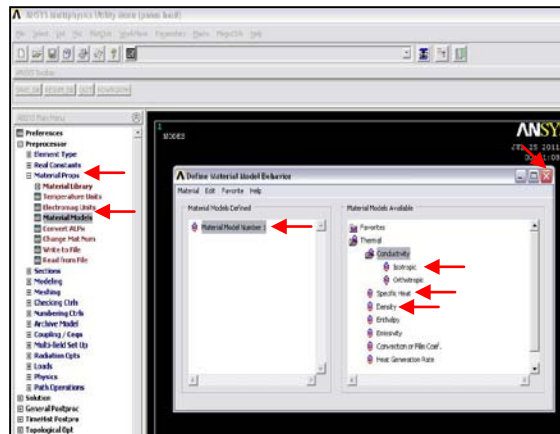 ANSYS Multiphysics Utility Menu
File Select List Plot PlotCtrls WorkPlane Parameters Macro MenuCtrls Help
ANSYS Toolbar
SAVE_DB RESUM_DB QUIT POWRGRPH
ANSYS Main Menu
Preferences
Preprocessor
Element Type
Real Constants
Material Props
Material Library
Temperature Units
Electromag Units
Material Models
Convert ALPx
Change Mat Num
Write to File
Read from File
Sections
Modeling
Meshing
Checking Ctrls
Numbering Ctrls
Archive Model
Coupling / Ceqn
Multi-field Set Up
Radiation Opts
Loads
Physics
Path Operations
Solution
General Postproc
TimeHist Postpro
Topological Opt
1
NODES
ANSY
25 2011
Define Material Model Behavior
Material Edit Favorite Help
Material Models Defined
Material Model Number 1
Material Models Available
Favorites
Thermal
Conductivity
Isotropic
Orthotropic
Specific Heat
Density
Enthalpy
Emissivity
Convection or Film Coef.
Heat Generation Rate